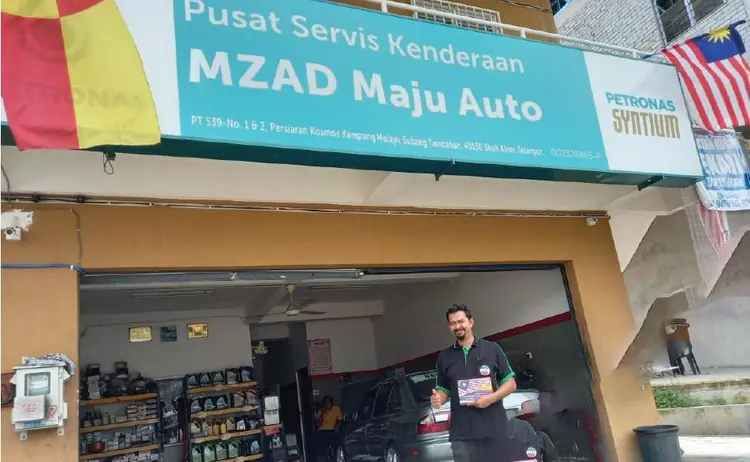 Pusat Servis Kenderaan
MZAD Maju Auto
PT 539-No. 1 & 2, Persiaran Kosmos Kampung Melayu Subang Tambahan, 40150 Shah Alam, Selangor.
PETRONAS
SYNTIUM